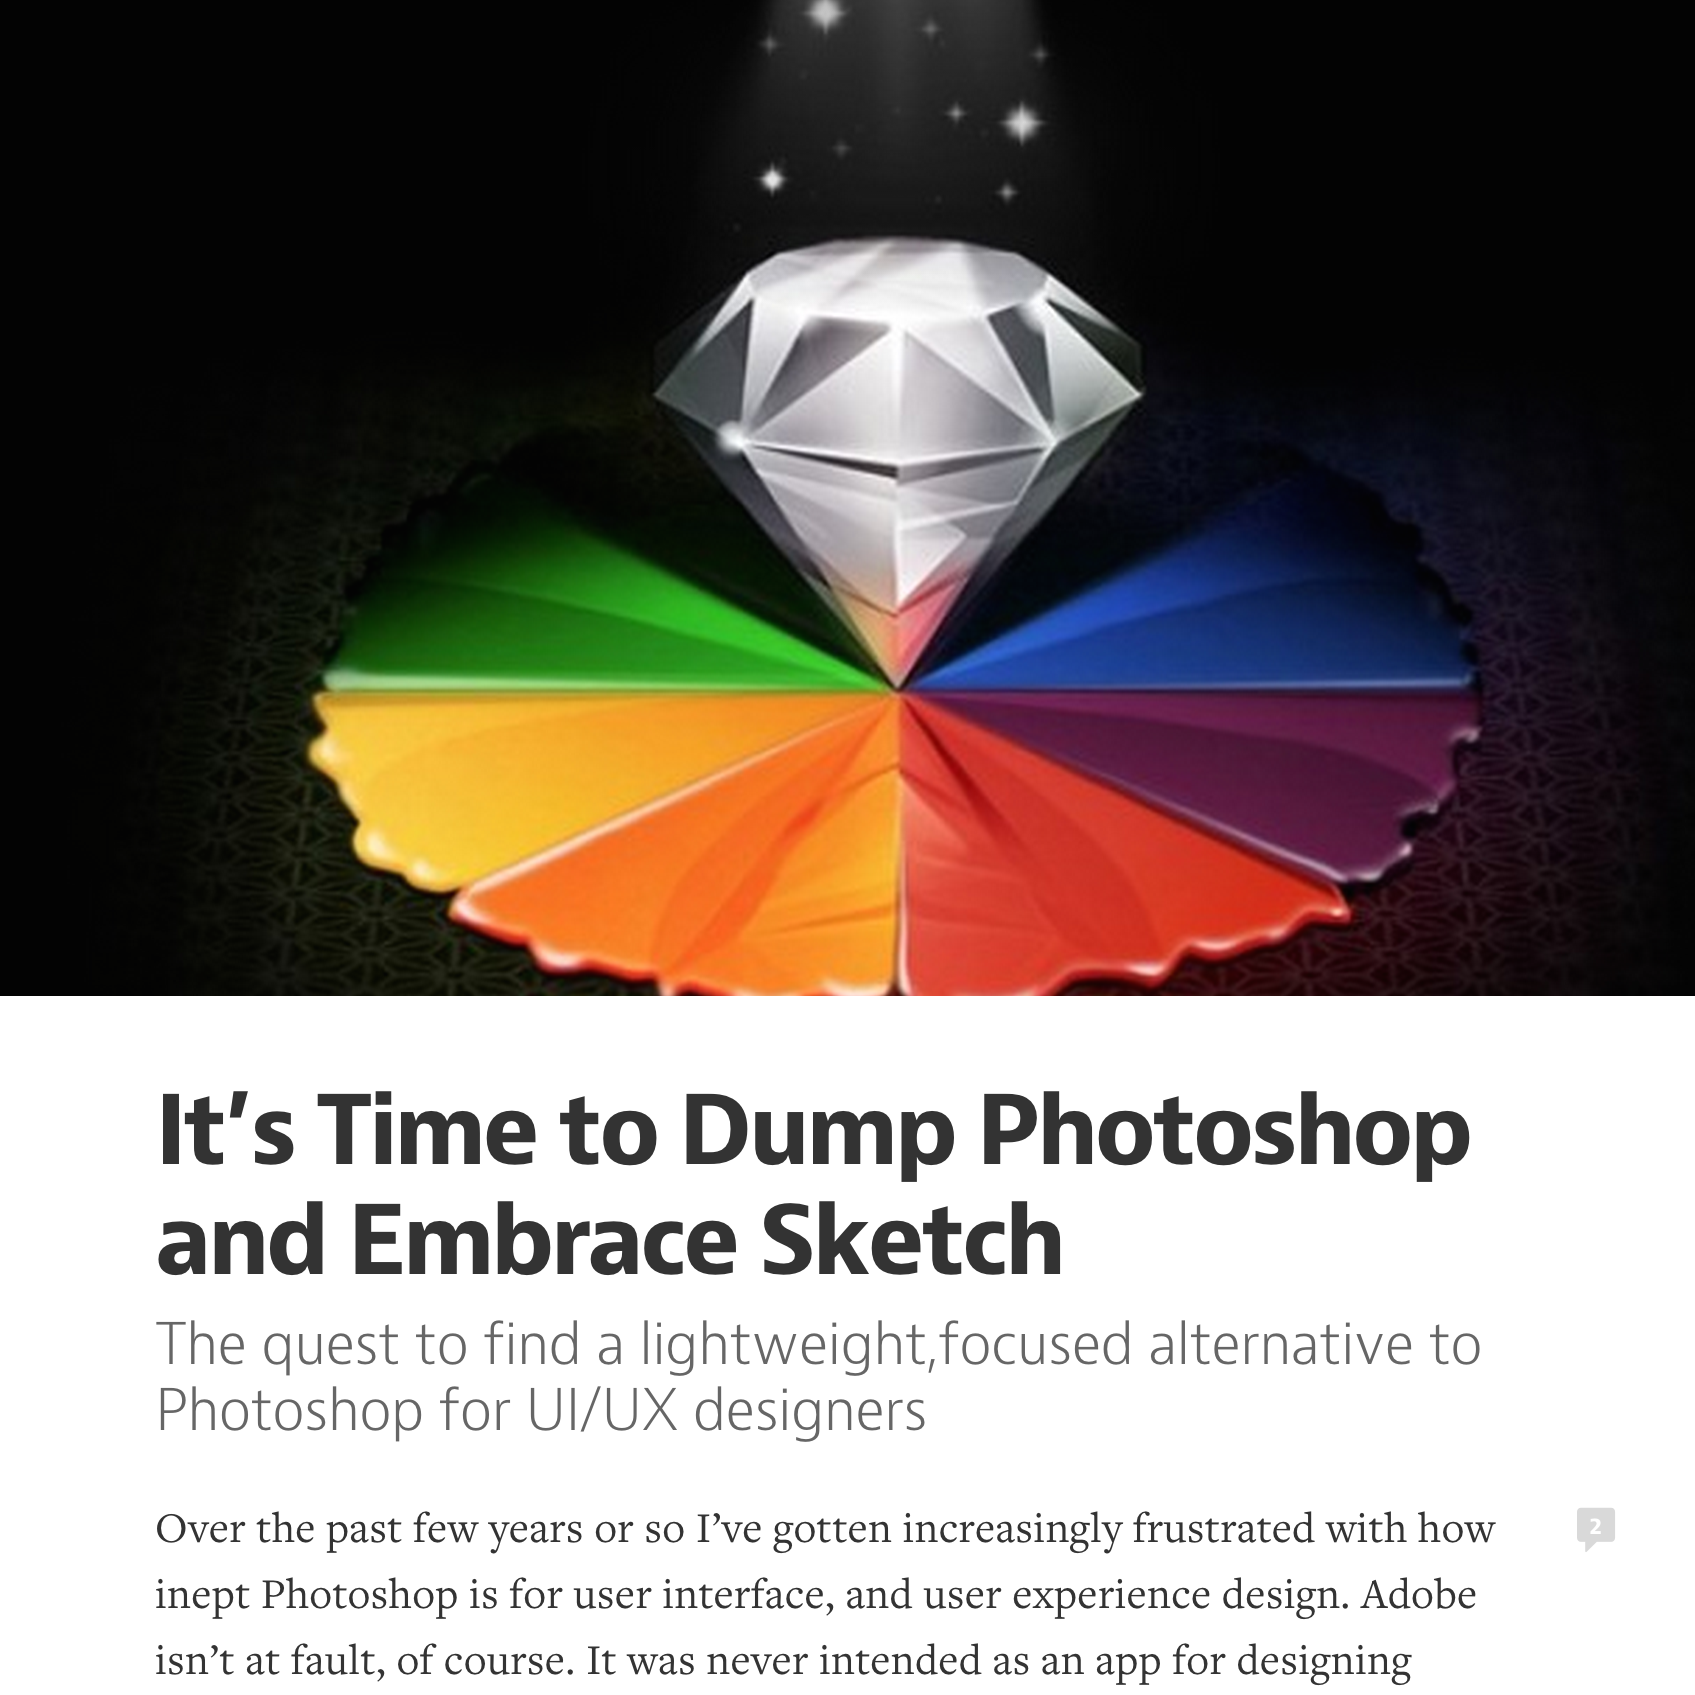 It’s Time to Dump Photoshop
and Embrace Sketch
The quest to find a lightweight,focused alternative to
Photoshop for UI/UX designers
Over the past few years or so I’ve gotten increasingly frustrated with how
2
inept Photoshop is for user interface, and user experience design. Adobe
isn’t at fault, of course. It was never intended as an app for designing